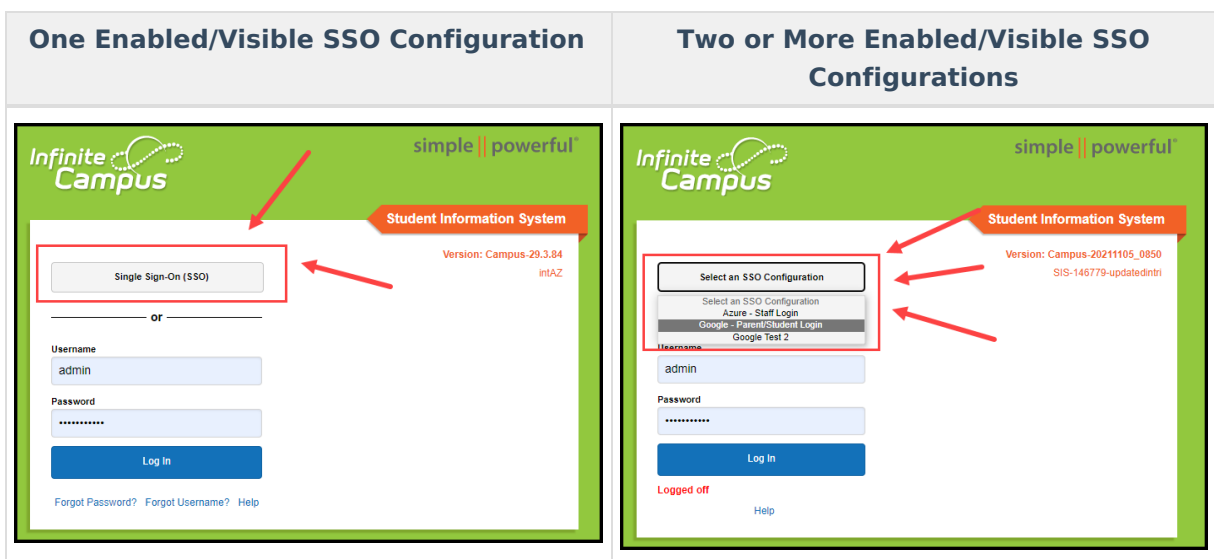 One Enabled/Visible SSO Configuration
Two or More Enabled/Visible SSO
Configurations
Infinite
Campus
simple || powerful®
Student Information System
Version: Campus-29.3.84
intAZ
Single Sign-On (SSO)
or
Username
admin
Password
•••••••••••
Log In
Forgot Password? Forgot Username? Help
Infinite
Campus
simple || powerful®
Student Information System
Version: Campus-20211105_0850
SIS-146779-updatedintri
Select an SSO Configuration
Select an SSO Configuration
Azure - Staff Login
Google - Parent/Student Login
Google Test 2
Username
admin
Password
•••••••••••
Log In
Logged off
Help